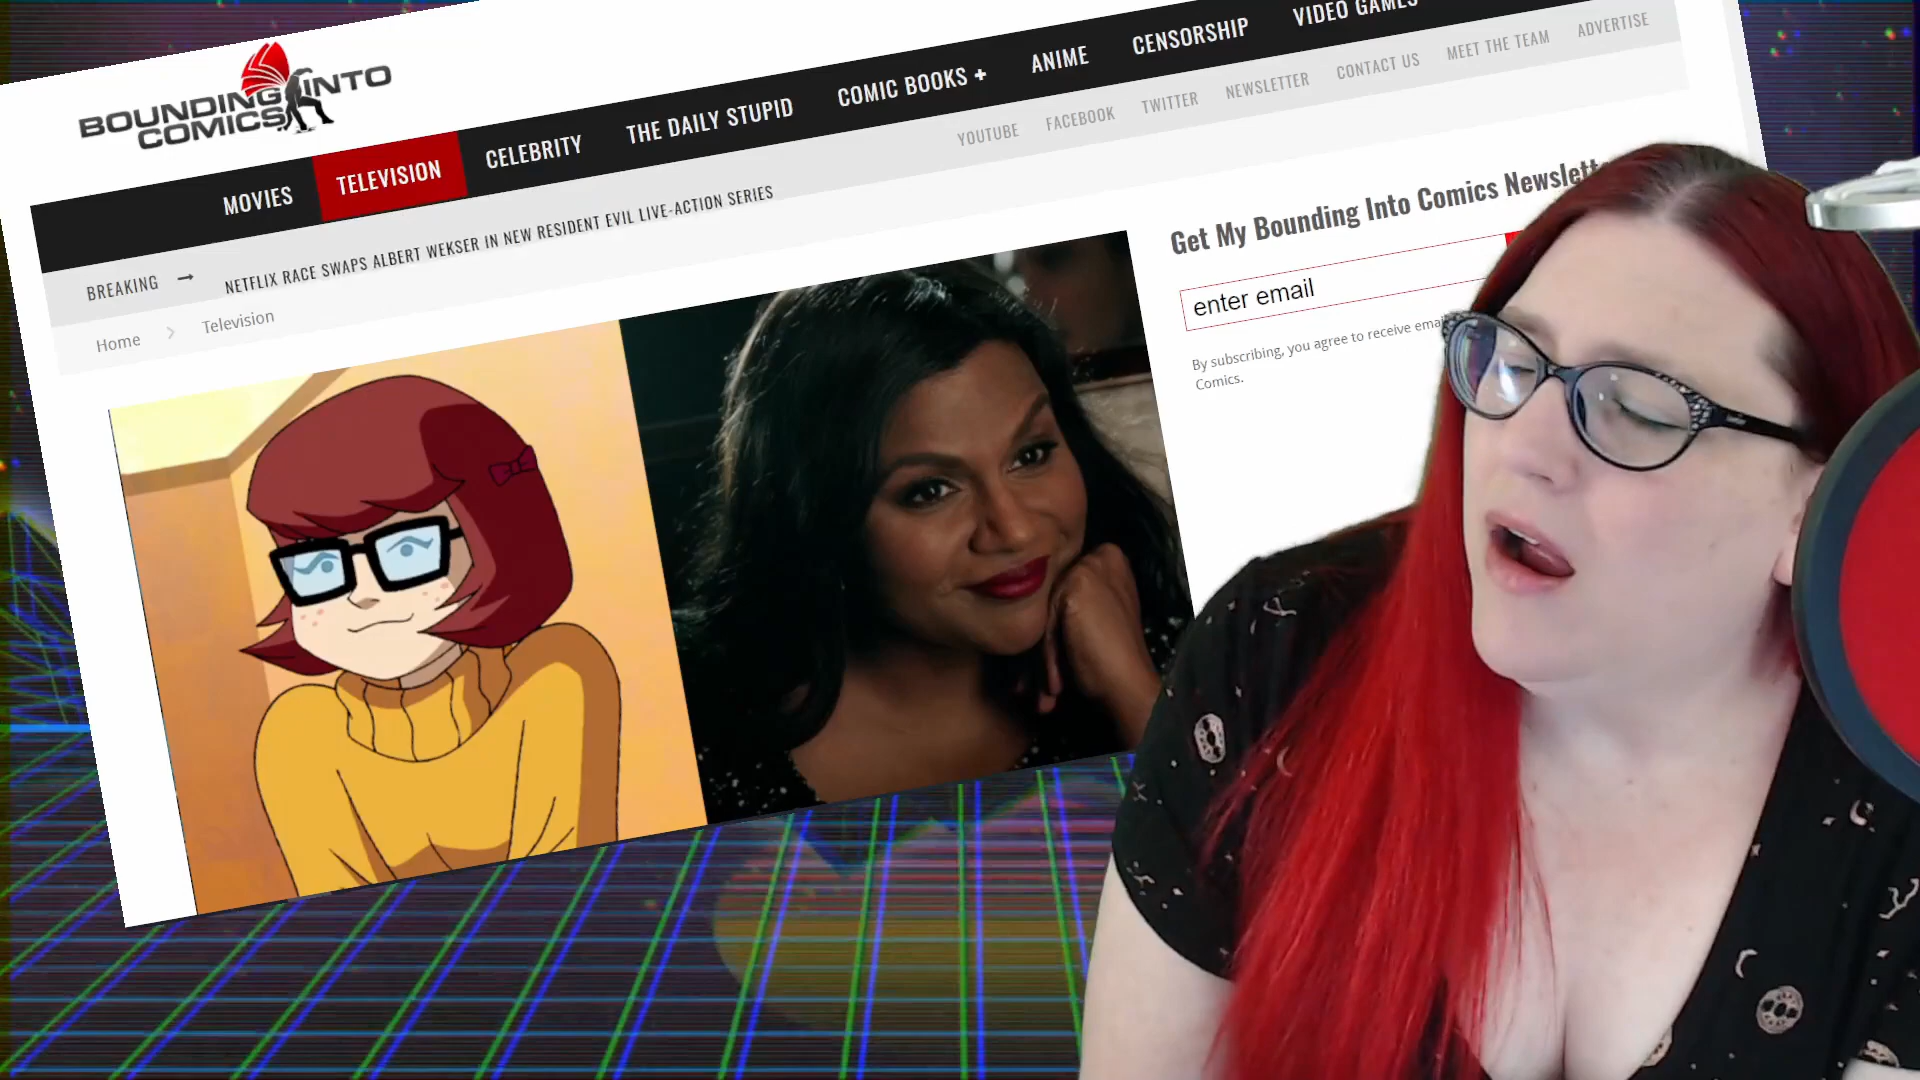 BOUNDING INTO
COMICS
MOVIES
TELEVISION
CELEBRITY
THE DAILY STUPID
COMIC BOOKS +
ANIME
CENSORSHIP
VIDEO GAMES
YOUTUBE
FACEBOOK
TWITTER
NEWSLETTER
CONTACT US
MEET THE TEAM
ADVERTISE
BREAKING → NETFLIX RACE SWAPS ALBERT WEKSER IN NEW RESIDENT EVIL LIVE-ACTION SERIES
Home > Television
Get My Bounding Into Comics
enter email
By subscribing, you agree to receive
Comics.